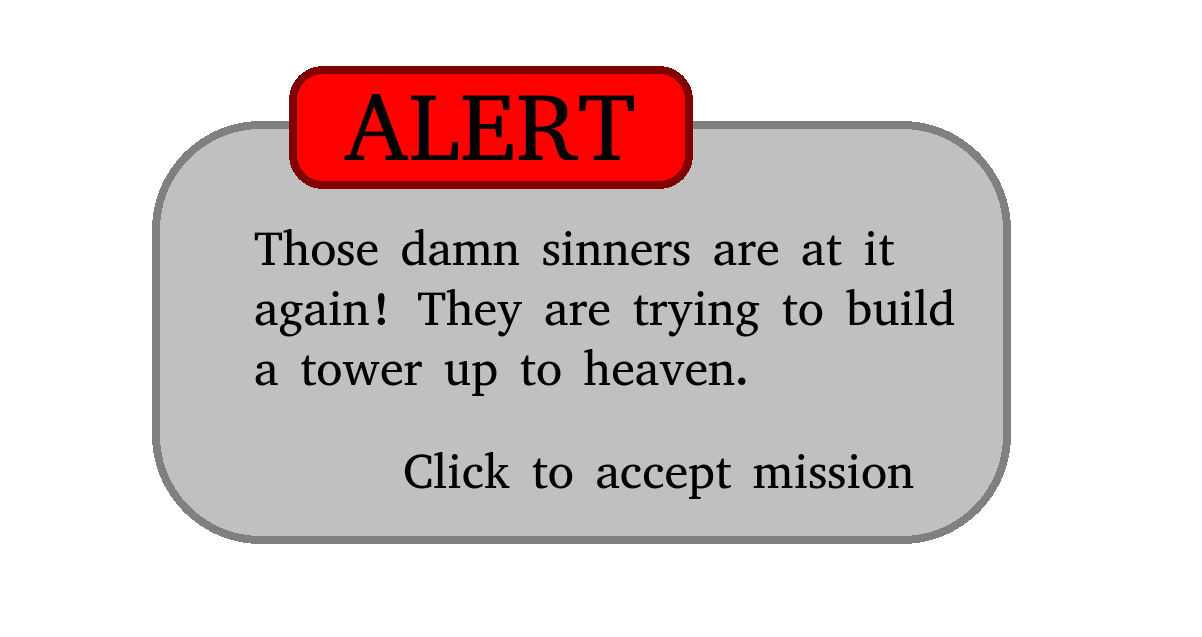 ALERT
Those damn sinners are at it
again! They are trying to build
a tower up to heaven.
Click to accept mission